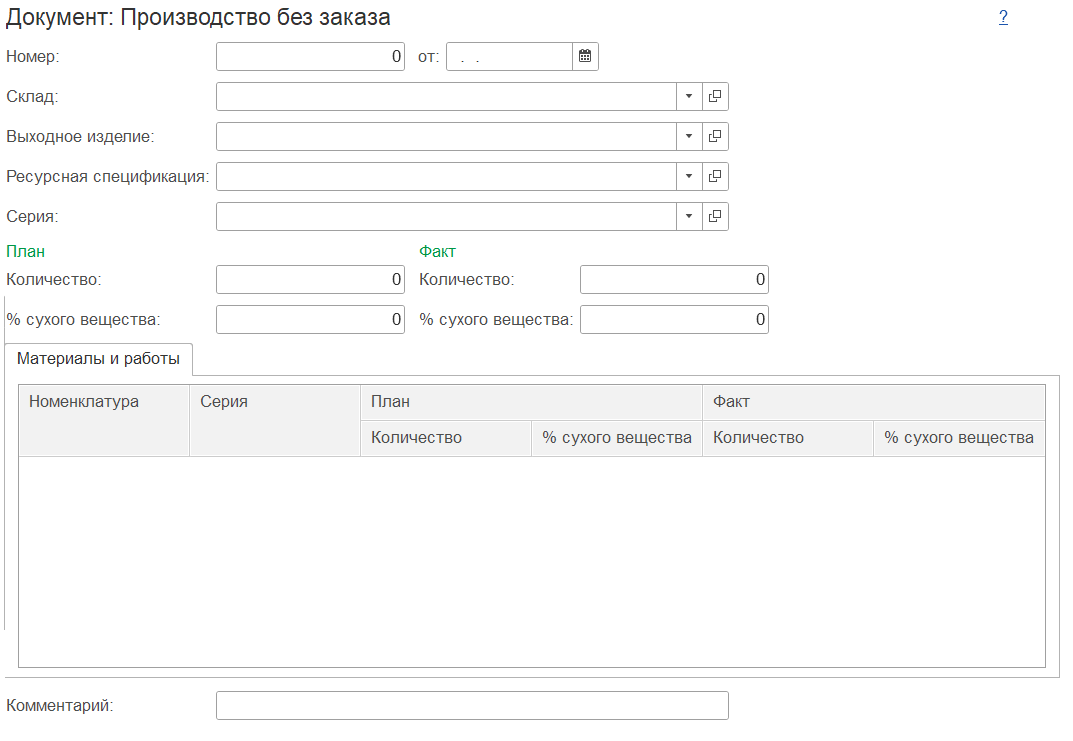 Документ: Производство без заказа ?
Номер: 0 от: . .
Склад:
Выходное изделие:
Ресурсная спецификация:
Серия:
План Факт
Количество: 0 Количество: 0
% сухого вещества: 0 % сухого вещества: 0
Материалы и работы
Номенклатура Серия План Факт
Количество % сухого вещества Количество % сухого вещества
Комментарий: